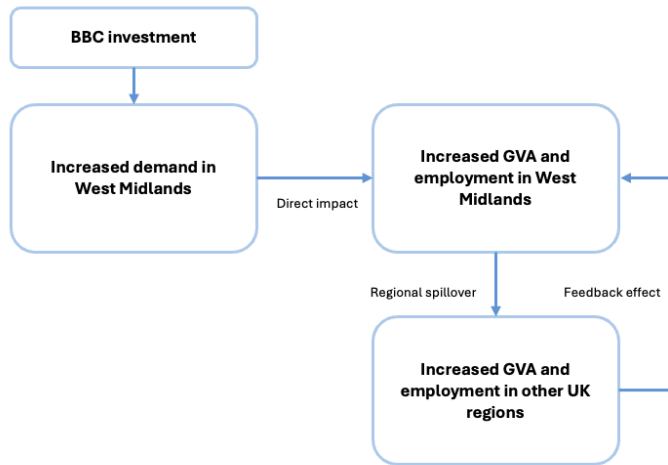 BBC investment
Increased demand in
West Midlands
Direct impact
Increased GVA and
employment in West
Midlands
Regional spillover
Feedback effect
Increased GVA and
employment in other UK
regions